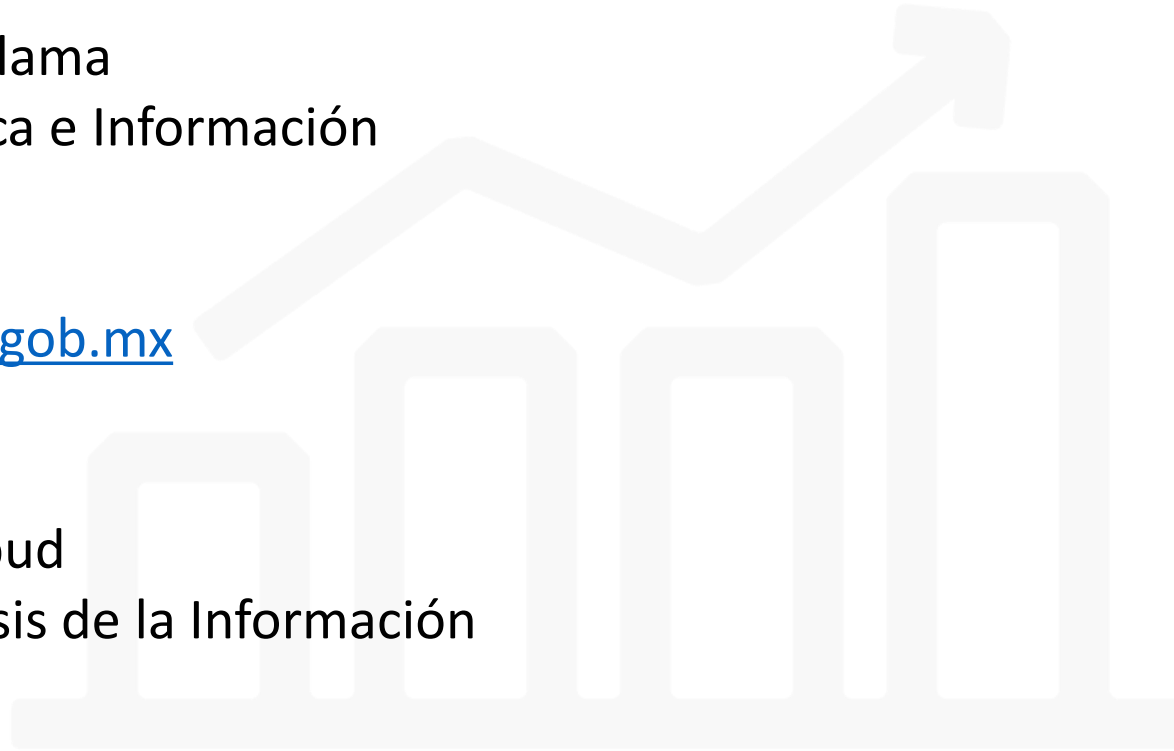 lama
ca e Información
gob.mx
oud
sis de la Información